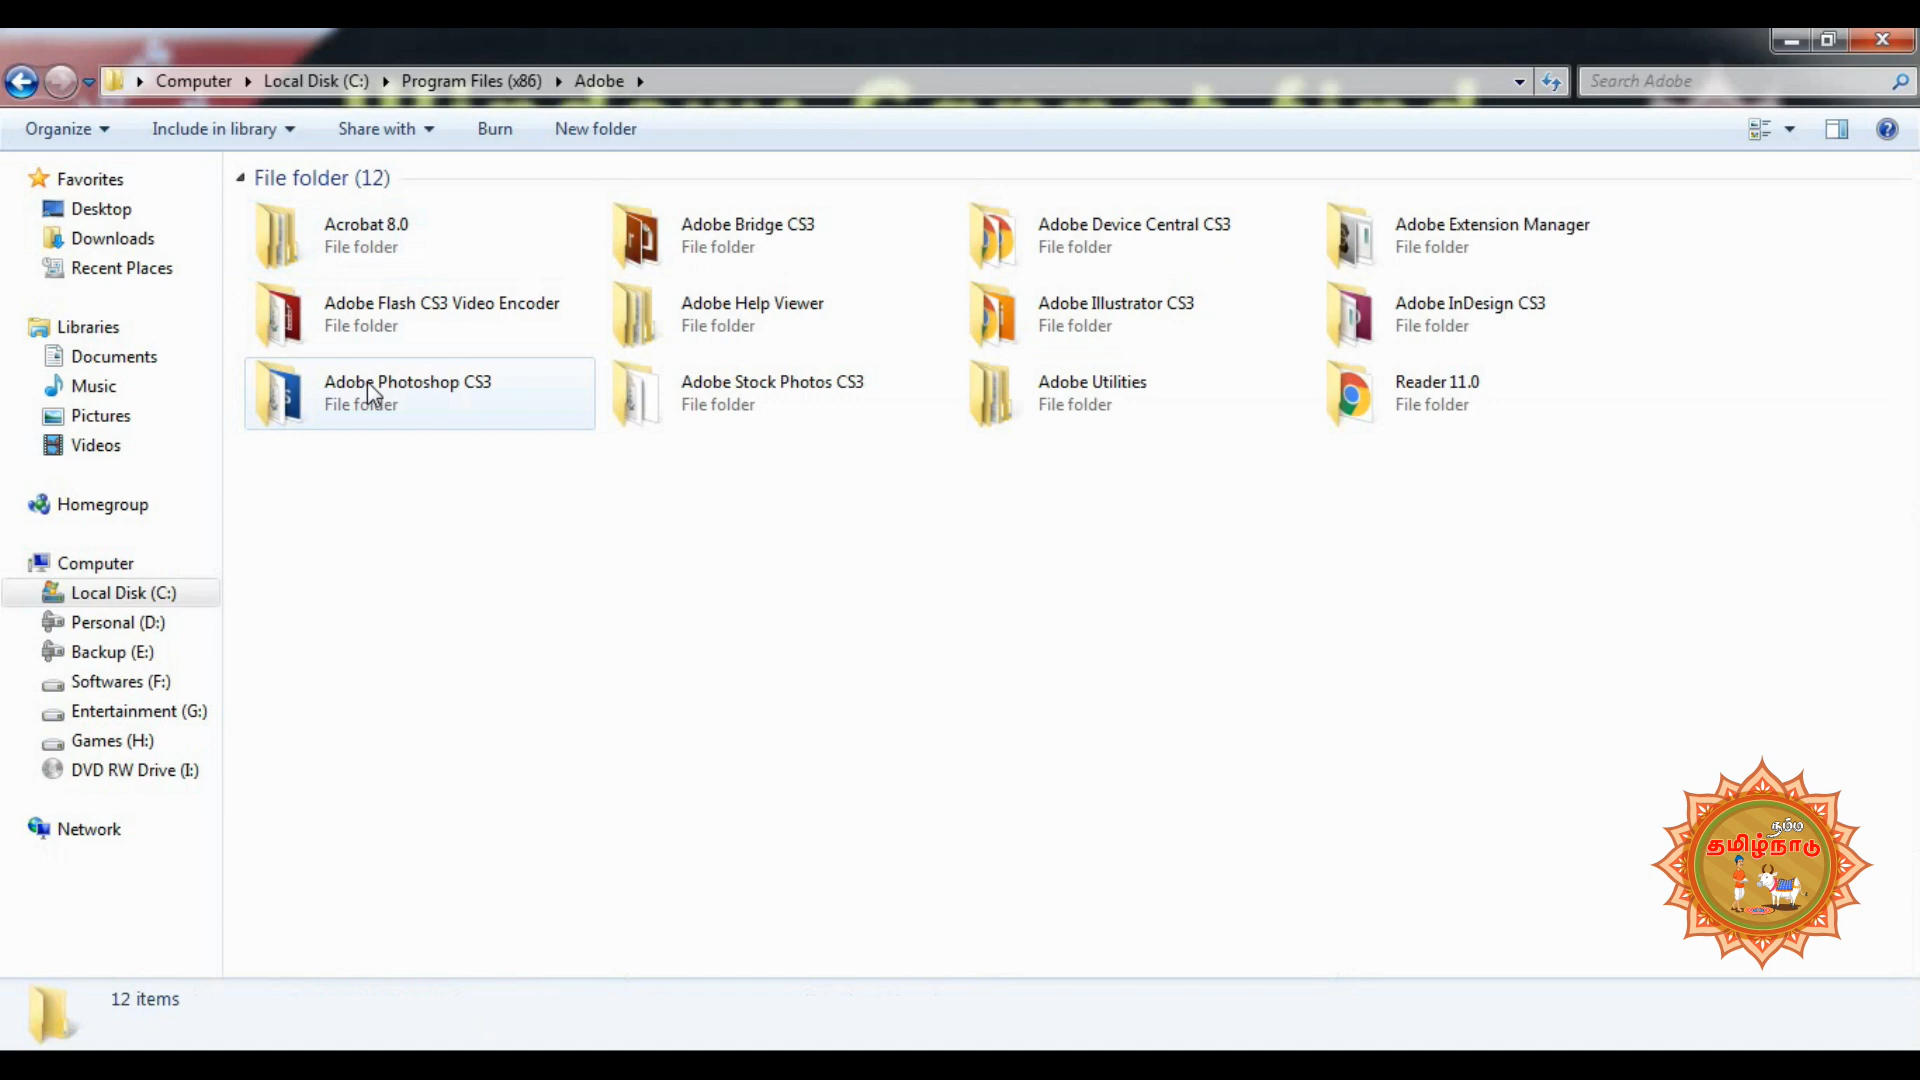 Computer Local Disk (C:) Program Files (x86) Adobe
Search Adobe
Organize Include in library Share with Burn New folder
Favorites
Desktop
Downloads
Recent Places
Libraries
Documents
Music
Pictures
Videos
Homegroup
Computer
Local Disk (C:)
Personal (D:)
Backup (E:)
Softwares (F:)
Entertainment (G:)
Games (H:)
DVD RW Drive (I:)
Network
File folder (12)
Acrobat 8.0
File folder
Adobe Bridge CS3
File folder
Adobe Device Central CS3
File folder
Adobe Extension Manager
File folder
Adobe Flash CS3 Video Encoder
File folder
Adobe Help Viewer
File folder
Adobe Illustrator CS3
File folder
Adobe InDesign CS3
File folder
Adobe Photoshop CS3
File folder
Adobe Stock Photos CS3
File folder
Adobe Utilities
File folder
Reader 11.0
File folder
நம்ம
தமிழ்நாடு
12 items